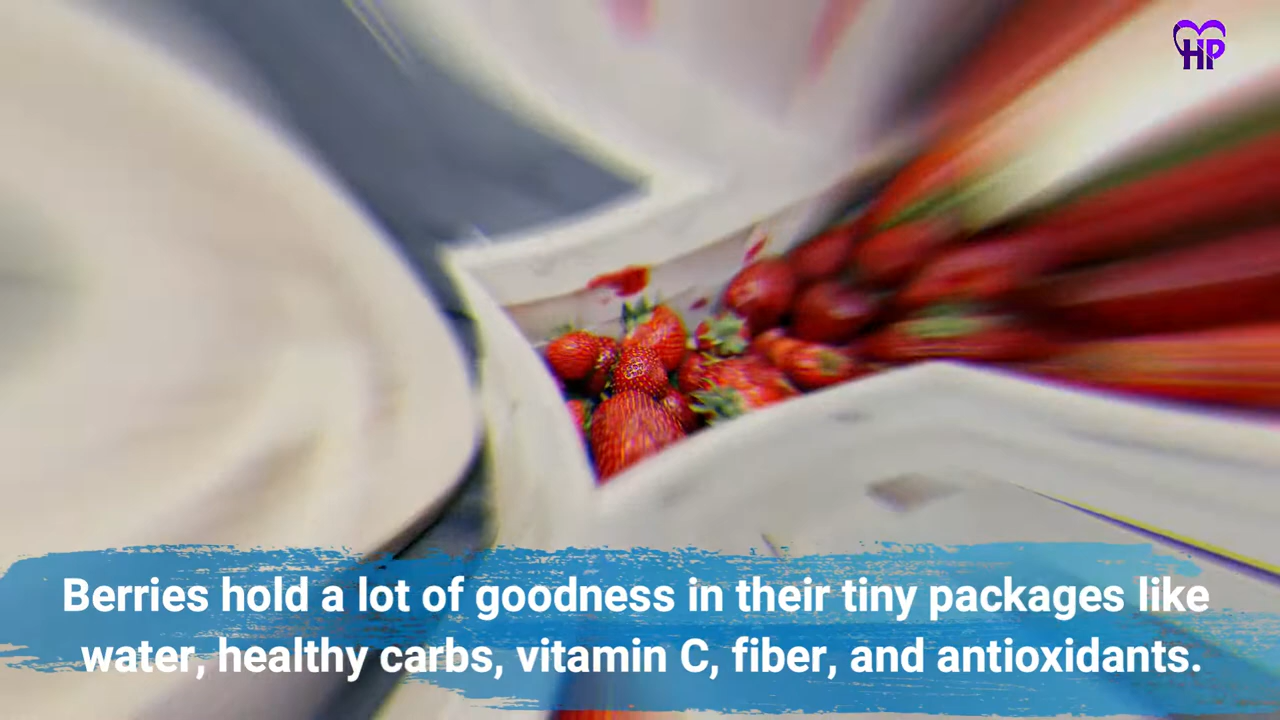 HP
Berries hold a lot of goodness in their tiny packages like
water, healthy carbs, vitamin C, fiber, and antioxidants.